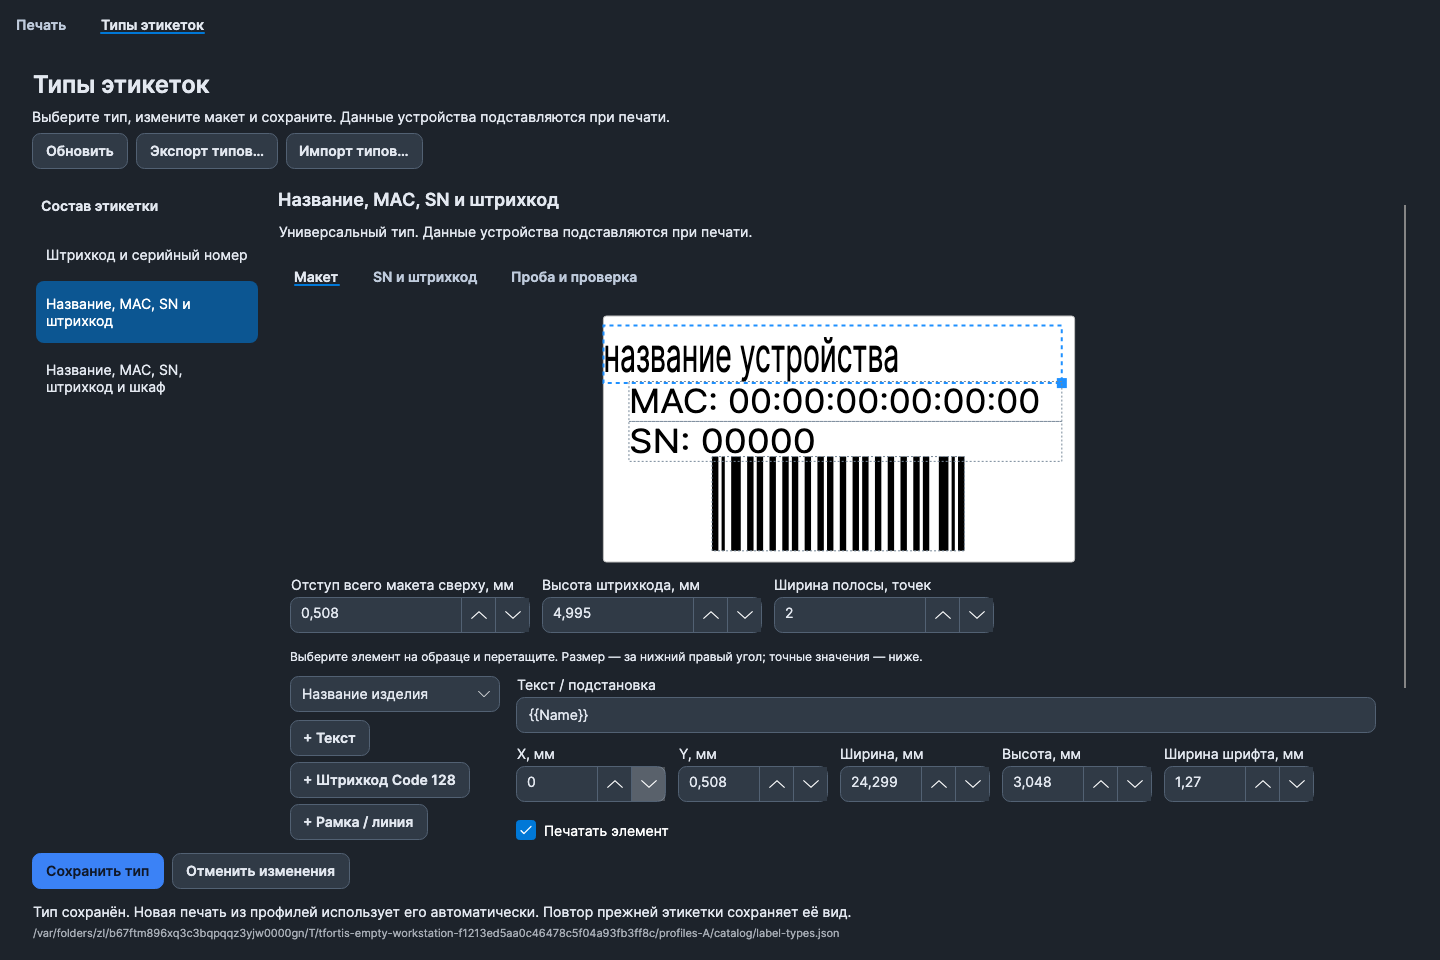 Печать
Типы этикеток
Типы этикеток
Выберите тип, измените макет и сохраните. Данные устройства подставляются при печати.
Обновить
Экспорт типов...
Импорт типов...
Состав этикетки
Штрихкод и серийный номер
Название, MAC, SN и
штрихкод
Название, MAC, SN,
штрихкод и шкаф
Название, MAC, SN и штрихкод
Универсальный тип. Данные устройства подставляются при печати.
Макет
SN и штрихкод
Проба и проверка
название устройства
MAC: 00:00:00:00:00:00
SN: 00000
Отступ всего макета сверху, мм
Высота штрихкода, мм
Ширина полосы, точек
0,508
4,995
2
Выберите элемент на образце и перетащите. Размер — за нижний правый угол; точные значения — ниже.
Название изделия
+ Текст
+ Штрихкод Code 128
+ Рамка / линия
Текст / подстановка
{{Name}}
X, мм
Y, мм
Ширина, мм
Высота, мм
Ширина шрифта, мм
0
0,508
24,299
3,048
1,27
Печатать элемент
Сохранить тип
Отменить изменения
Тип сохранён. Новая печать из профилей использует его автоматически. Повтор прежней этикетки сохраняет её вид.
/var/folders/zl/b67ftm896xq3c3bqpqqz3yjw0000gn/T/tfortis-empty-workstation-f1213ed5aa0c46478c5f04a93fb3ff8c/profiles-A/catalog/label-types.json